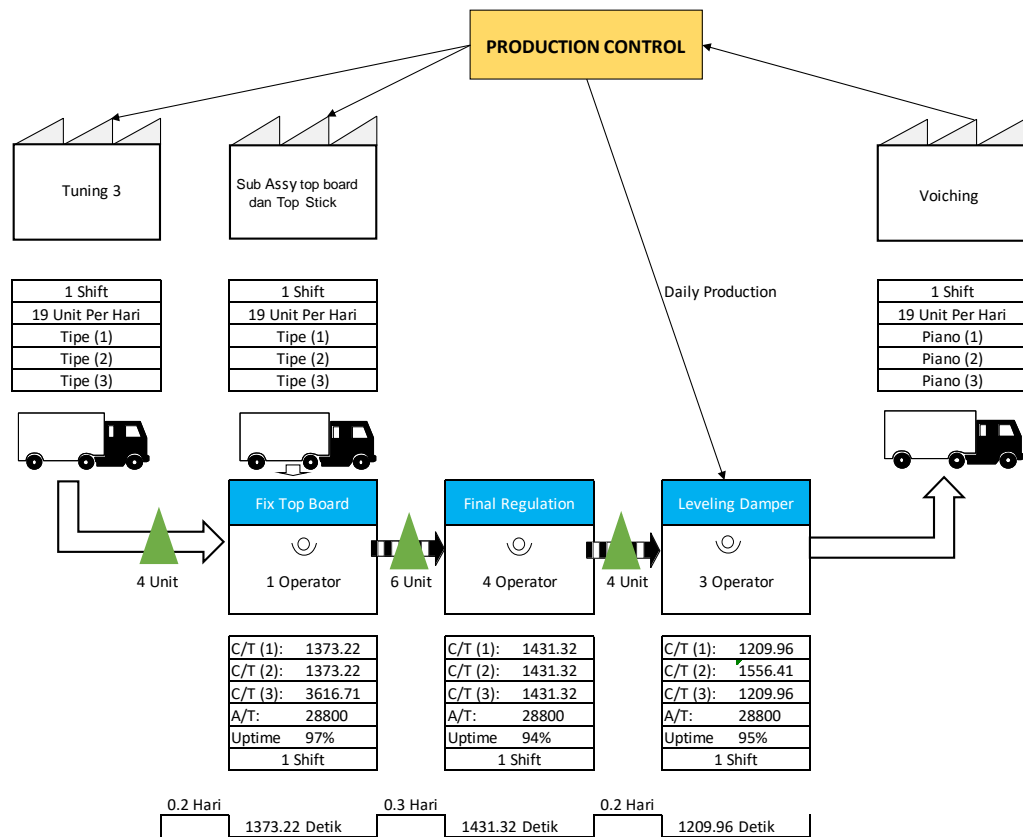 PRODUCTION CONTROL
Tuning 3
Sub Assy top board
dan Top Stick
Voiching
Daily Production
1 Shift
19 Unit Per Hari
Tipe (1)
Tipe (2)
Tipe (3)
1 Shift
19 Unit Per Hari
Tipe (1)
Tipe (2)
Tipe (3)
1 Shift
19 Unit Per Hari
Piano (1)
Piano (2)
Piano (3)
4 Unit
Fix Top Board
1 Operator
6 Unit
Final Regulation
4 Operator
4 Unit
Leveling Damper
3 Operator
C/T (1): 1373.22
C/T (2): 1373.22
C/T (3): 3616.71
A/T: 28800
Uptime 97%
1 Shift
C/T (1): 1431.32
C/T (2): 1431.32
C/T (3): 1431.32
A/T: 28800
Uptime 94%
1 Shift
C/T (1): 1209.96
C/T (2): 1556.41
C/T (3): 1209.96
A/T: 28800
Uptime 95%
1 Shift
0.2 Hari
1373.22 Detik
0.3 Hari
1431.32 Detik
0.2 Hari
1209.96 Detik